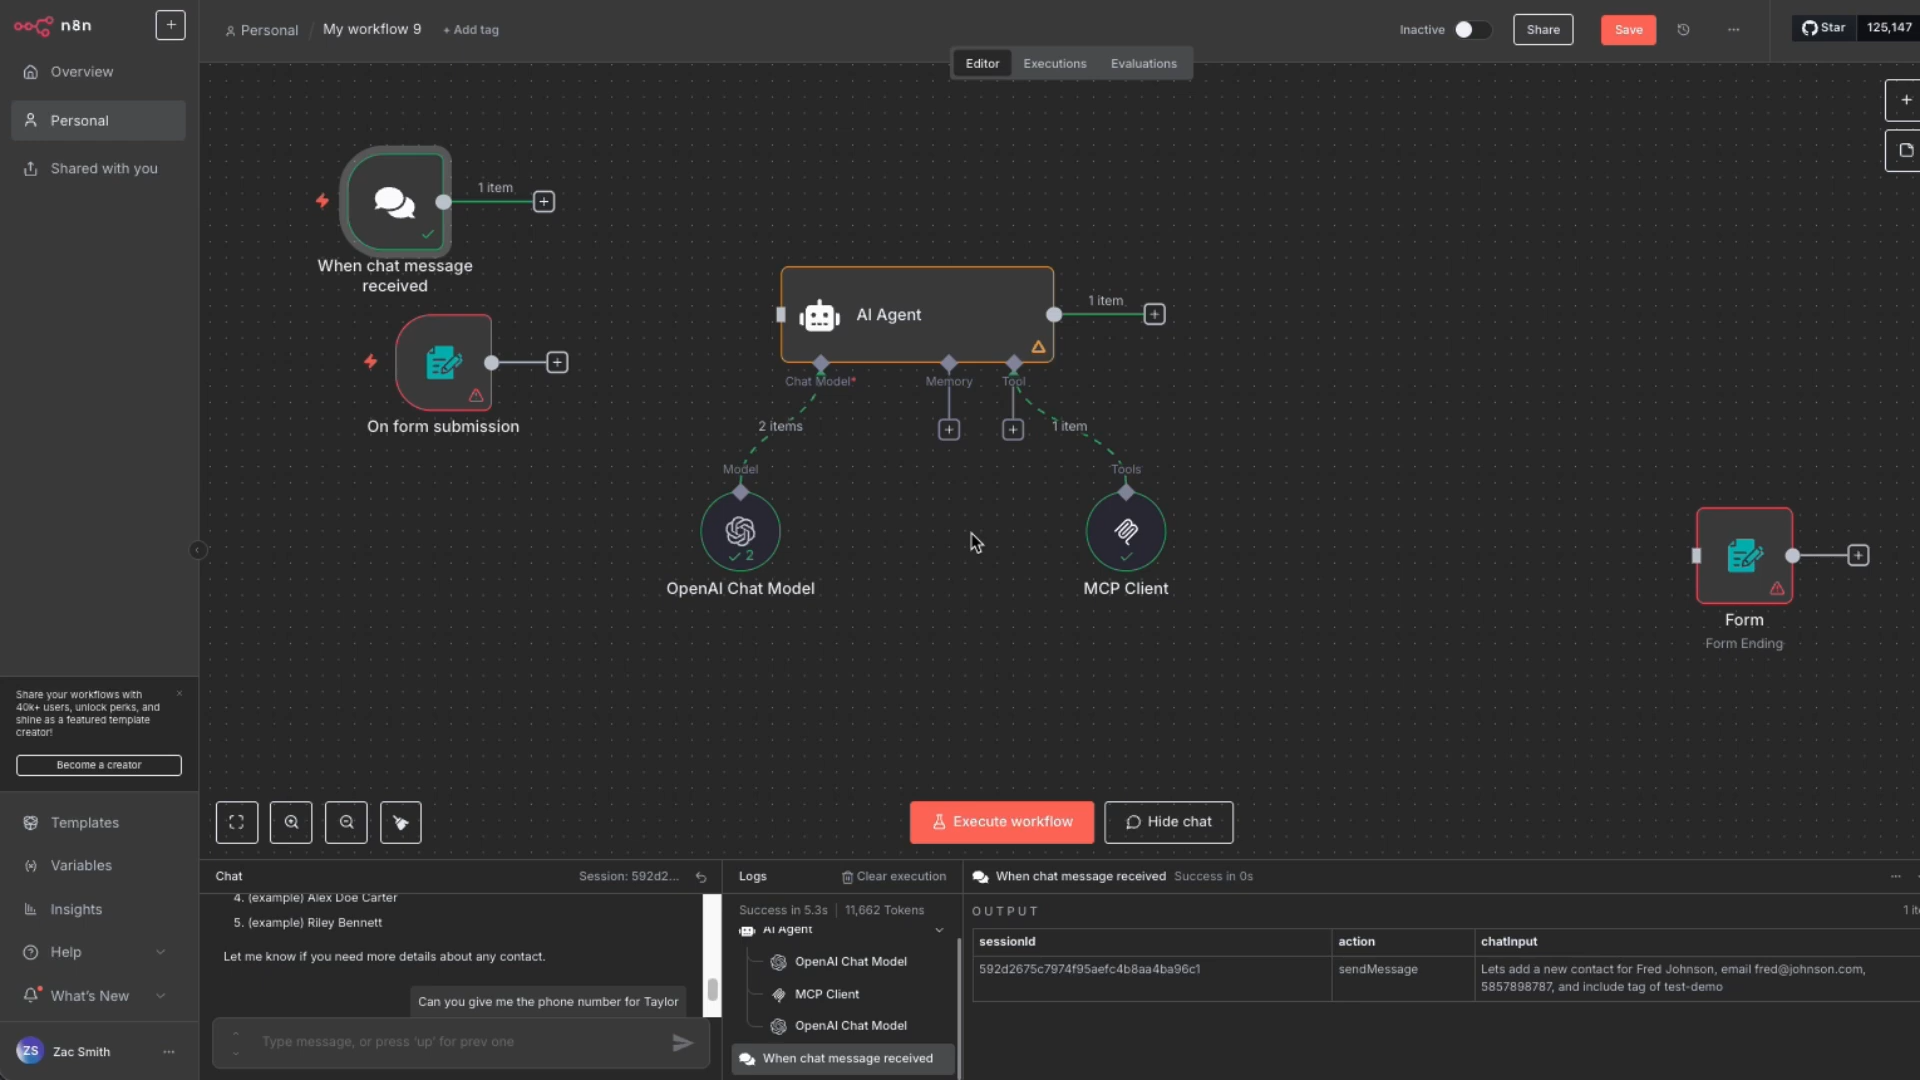 n8n
Personal / My workflow 9 + Add tag
Inactive
Share
Save
Star 125,147
Editor Executions Evaluations
Overview
Personal
Shared with you
1 item
When chat message
received
On form submission
AI Agent
1 item
Chat Model*
Memory
Tool
2 items
1 item
Model
Tools
2
OpenAI Chat Model
MCP Client
Form
Form Ending
Share your workflows with
40k+ users, unlock perks, and
shine as a featured template
creator!
Become a creator
Templates
Variables
Insights
Help
What's New
ZS Zac Smith
Execute workflow
Hide chat
Chat
Session: 592d2...
4. (example) Alex Doe Carter
5. (example) Riley Bennett
Let me know if you need more details about any contact.
Can you give me the phone number for Taylor
Type message, or press 'up' for prev one
Logs
Clear execution
Success in 5.3s | 11,662 Tokens
AI Agent
OpenAI Chat Model
MCP Client
OpenAI Chat Model
When chat message received
When chat message received Success in 0s
OUTPUT
sessionId action chatInput
592d2675c7974f95aefc4b8aa4ba96c1 sendMessage Lets add a new contact for Fred Johnson, email fred@johnson.com,
5857898787, and include tag of test-demo